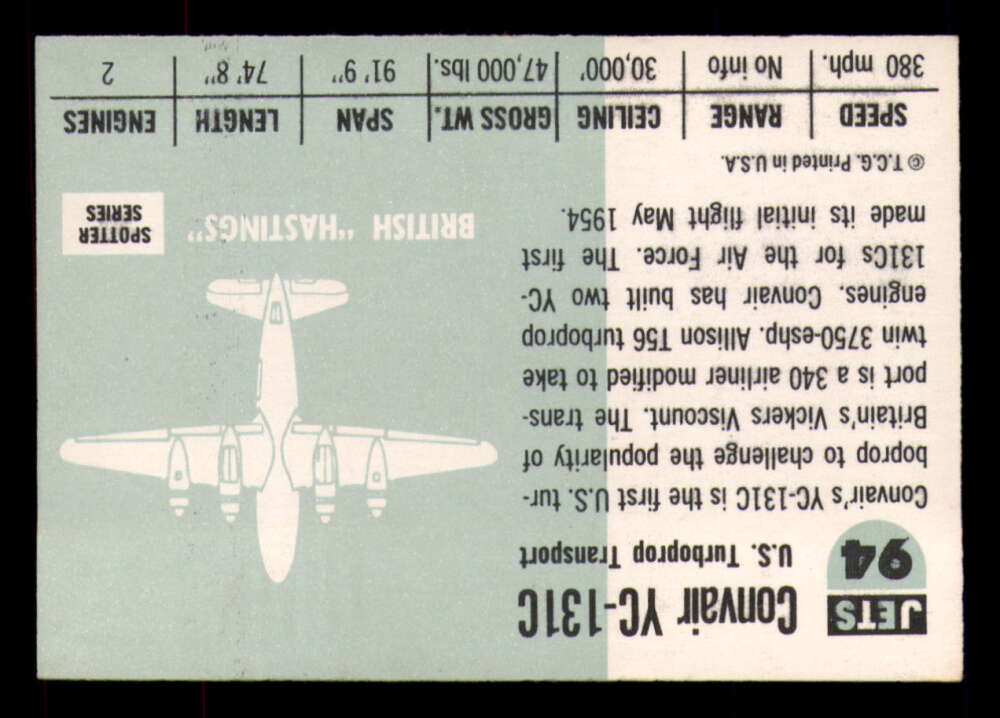 JETS
94
Convair YC-131C
U.S. Turboprop Transport
Convair's YC-131C is the first U.S. tur-
boprop to challenge the popularity of
Britain's Vickers Viscount. The trans-
port is a 340 airliner modified to take
twin 3750-eshp. Allison T56 turboprop
engines. Convair has built two YC-
131Cs for the Air Force. The first
made its initial flight May 1954.
© T.C.G. Printed in U.S.A.
BRITISH "HASTINGS"
SPOTTER
SERIES
SPEED RANGE CEILING GROSS WT. SPAN LENGTH ENGINES
380 mph. No info 30,000' 47,000 lbs. 91' 9" 74' 8" 2